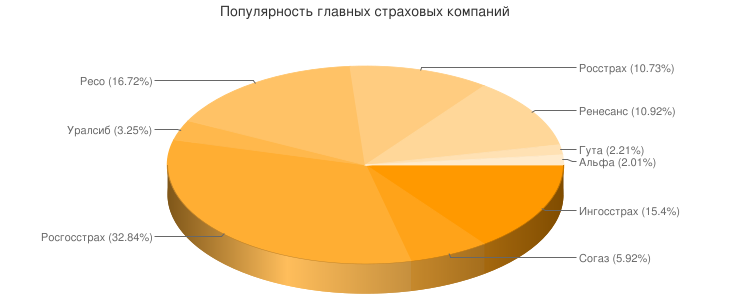 Популярность главных страховых компаний
Росстрах (10.73%)
Ресо (16.72%)
Ренесанс (10.92%)
Уралсиб (3.25%)
Гута (2.21%)
Альфа (2.01%)
Ингосстрах (15.4%)
Росгосстрах (32.84%)
Согаз (5.92%)